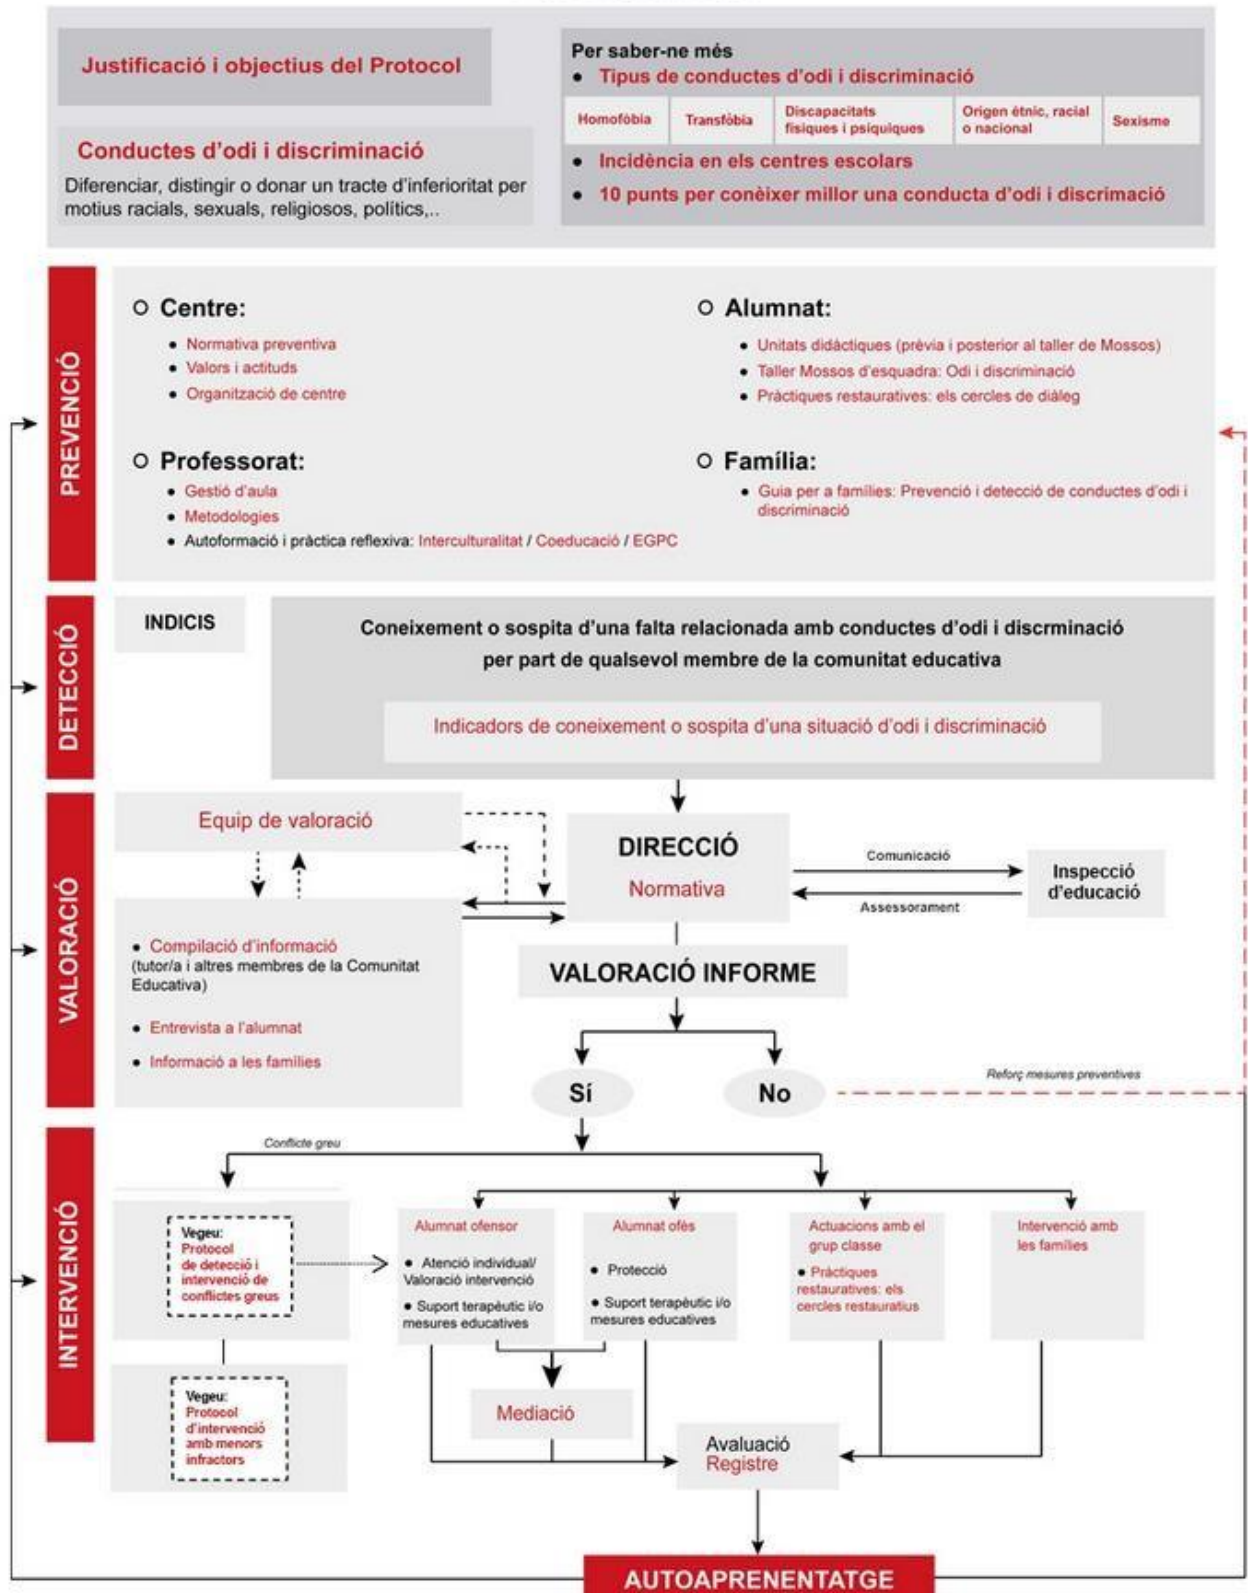 Justificació i objectius del Protocol
Conductes d'odi i discriminació
Diferenciar, distingir o donar un tracte d'inferioritat per
motius racials, sexuals, religiosos, polítics,..
Per saber-ne més
● Tipus de conductes d'odi i discriminació
Homofòbia
Transfòbia
Discapacitats
físiques i psíquiques
Origen ètnic, racial
o nacional
Sexisme
● Incidència en els centres escolars
● 10 punts per conèixer millor una conducta d'odi i discrimació
PREVENCIÓ
Centre:
● Normativa preventiva
● Valors i actituds
● Organització de centre
Alumnat:
● Unitats didàctiques (prèvia i posterior al taller de Mossos)
● Taller Mossos d'esquadra: Odi i discriminació
● Pràctiques restauratives: els cercles de diàleg
Professorat:
● Gestió d'aula
● Metodologies
● Autoformació i pràctica reflexiva: Interculturalitat / Coeducació / EGPC
Família:
● Guia per a famílies: Prevenció i detecció de conductes d'odi i
discriminació
DETECCIÓ
INDICIS
Coneixement o sospita d'una falta relacionada amb conductes d'odi i discrminació
per part de qualsevol membre de la comunitat educativa
Indicadors de coneixement o sospita d'una situació d'odi i discriminació
VALORACIÓ
Equip de valoració
● Compilació d'informació
(tutor/a i altres membres de la Comunitat
Educativa)
● Entrevista a l'alumnat
● Informació a les famílies
DIRECCIÓ
Normativa
Comunicació
Assessorament
Inspecció
d'educació
VALORACIÓ INFORME
Sí
No
Reforç mesures preventives
INTERVENCIÓ
Conflicte greu
Vegeu:
Protocol
de detecció i
intervenció de
conflictes greus
Vegeu:
Protocol
d'intervenció
amb menors
infractors
Alumnat ofensor
● Atenció individual/
Valoració intervenció
● Suport terapèutic i/o
mesures educatives
Alumnat ofès
● Protecció
● Suport terapèutic i/o
mesures educatives
Actuacions amb el
grup classe
● Pràctiques
restauratives: els
cercles restauratius
Intervenció amb
les famílies
Mediació
Avaluació
Registre
AUTOAPRENENTATGE